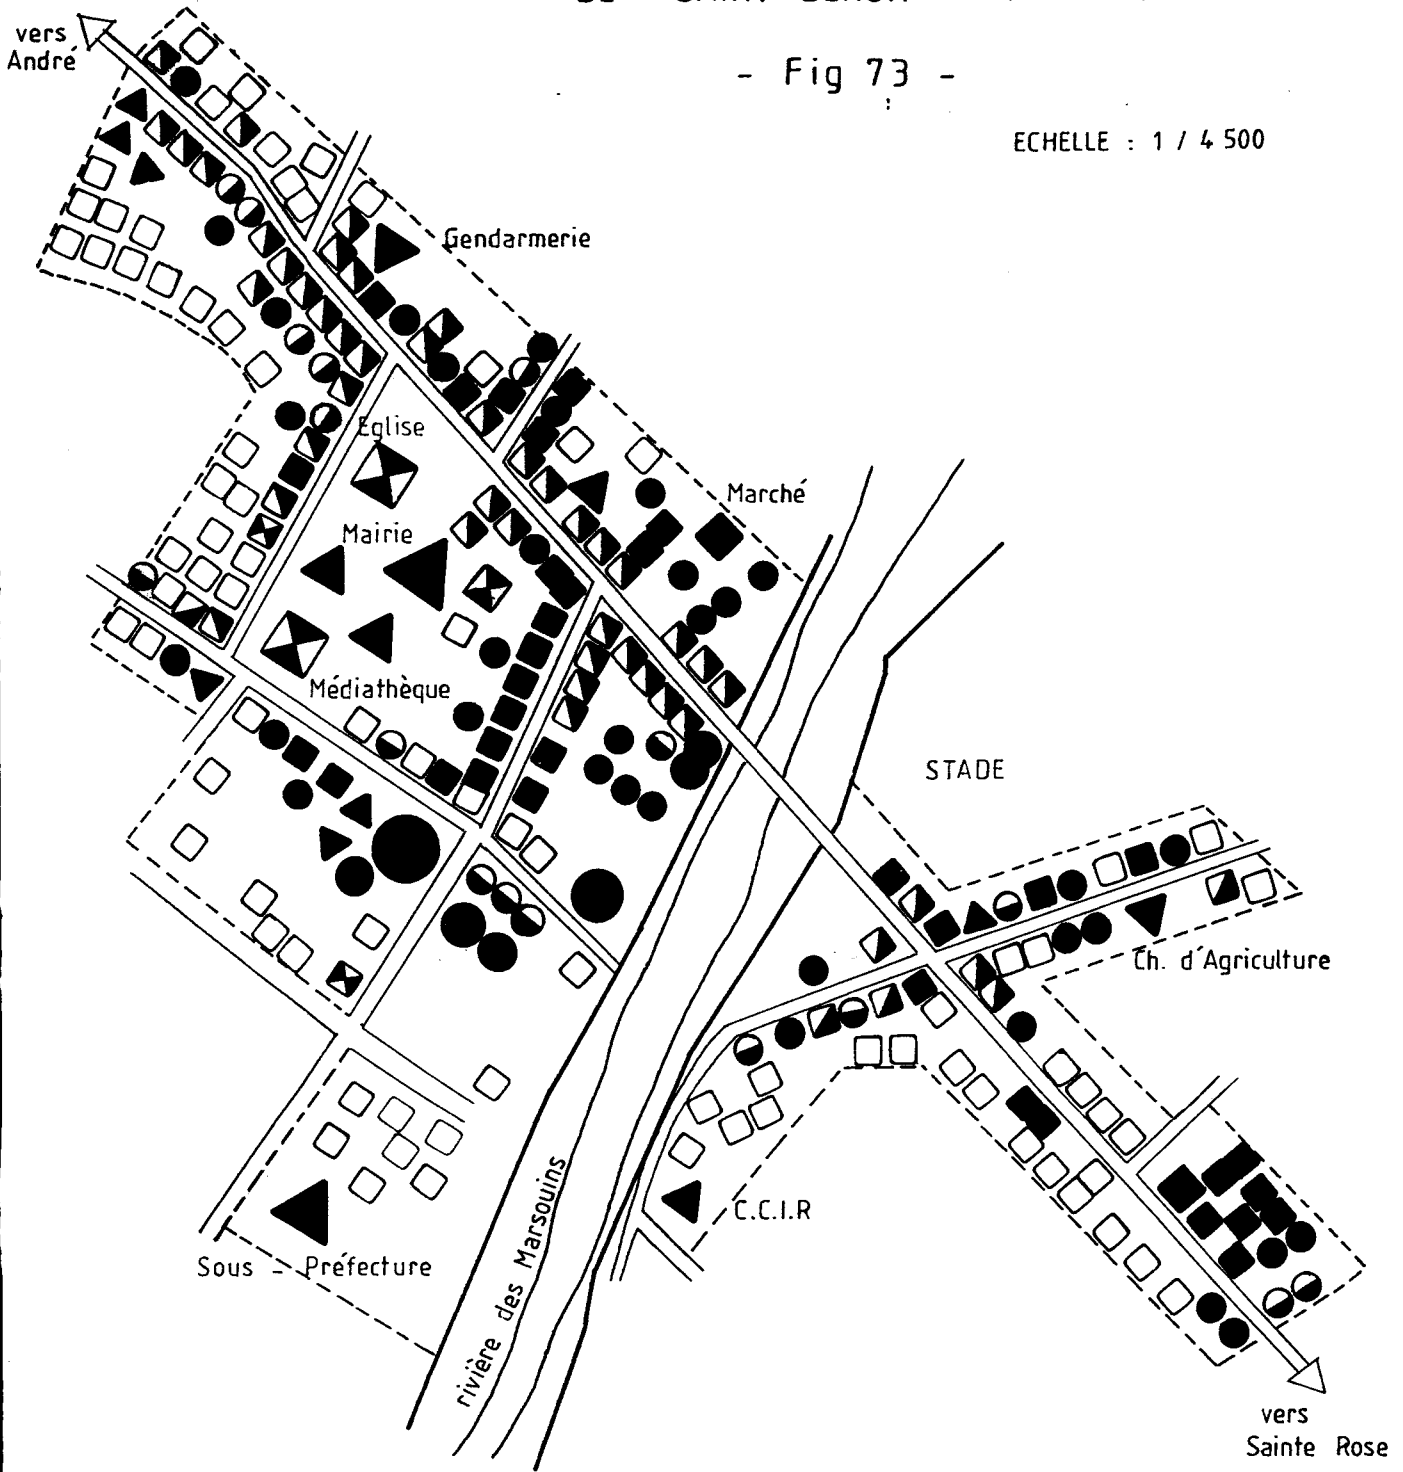 - Fig 73 -
ECHELLE : 1 / 4 500
vers
André
Gendarmerie
Eglise
Marché
Mairie
Médiathèque
STADE
Ch. d'Agriculture
C.C.I.R
Sous - Préfecture
rivière des Marsouins
vers
Sainte Rose